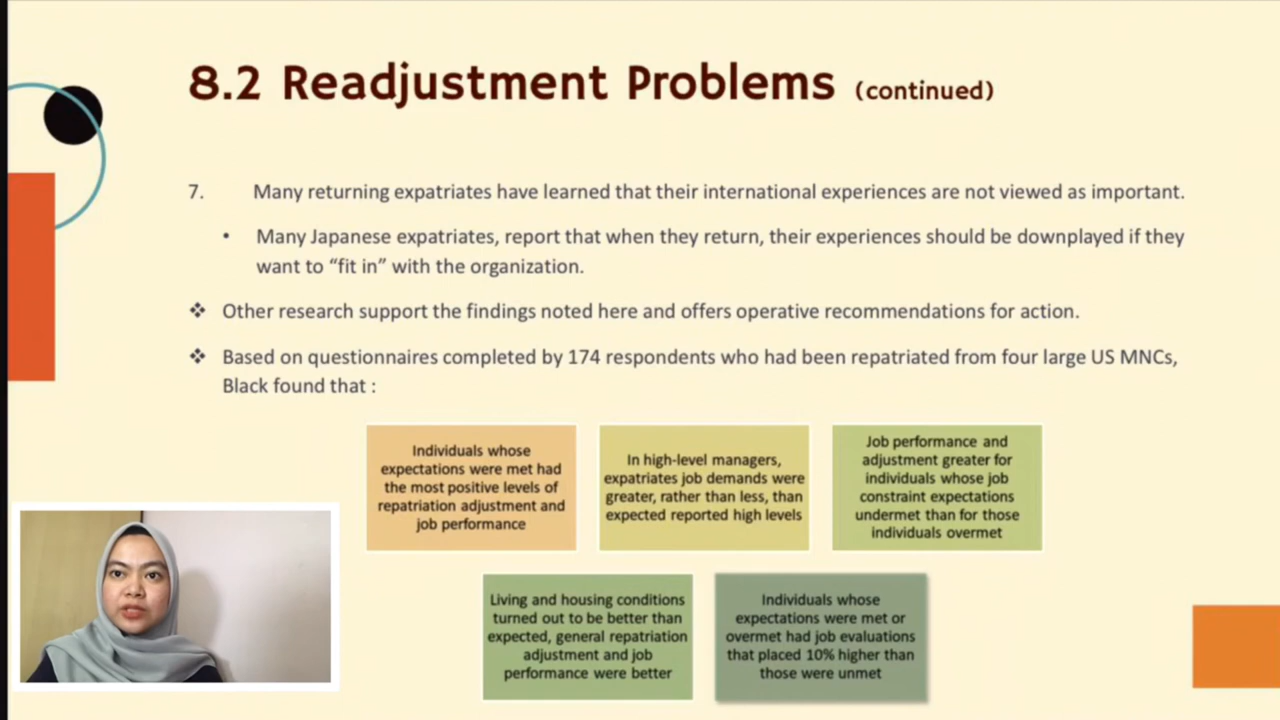 8.2 Readjustment Problems (continued)
7. Many returning expatriates have learned that their international experiences are not viewed as important.
• Many Japanese expatriates, report that when they return, their experiences should be downplayed if they
want to “fit in” with the organization.
❖ Other research support the findings noted here and offers operative recommendations for action.
❖ Based on questionnaires completed by 174 respondents who had been repatriated from four large US MNCs,
Black found that :
Individuals whose
expectations were met had
the most positive levels of
repatriation adjustment and
job performance
In high-level managers,
expatriates job demands were
greater, rather than less, than
expected reported high levels
Job performance and
adjustment greater for
individuals whose job
constraint expectations
undermet than for those
individuals overmet
Living and housing conditions
turned out to be better than
expected, general repatriation
adjustment and job
performance were better
Individuals whose
expectations were met or
overmet had job evaluations
that placed 10% higher than
those were unmet